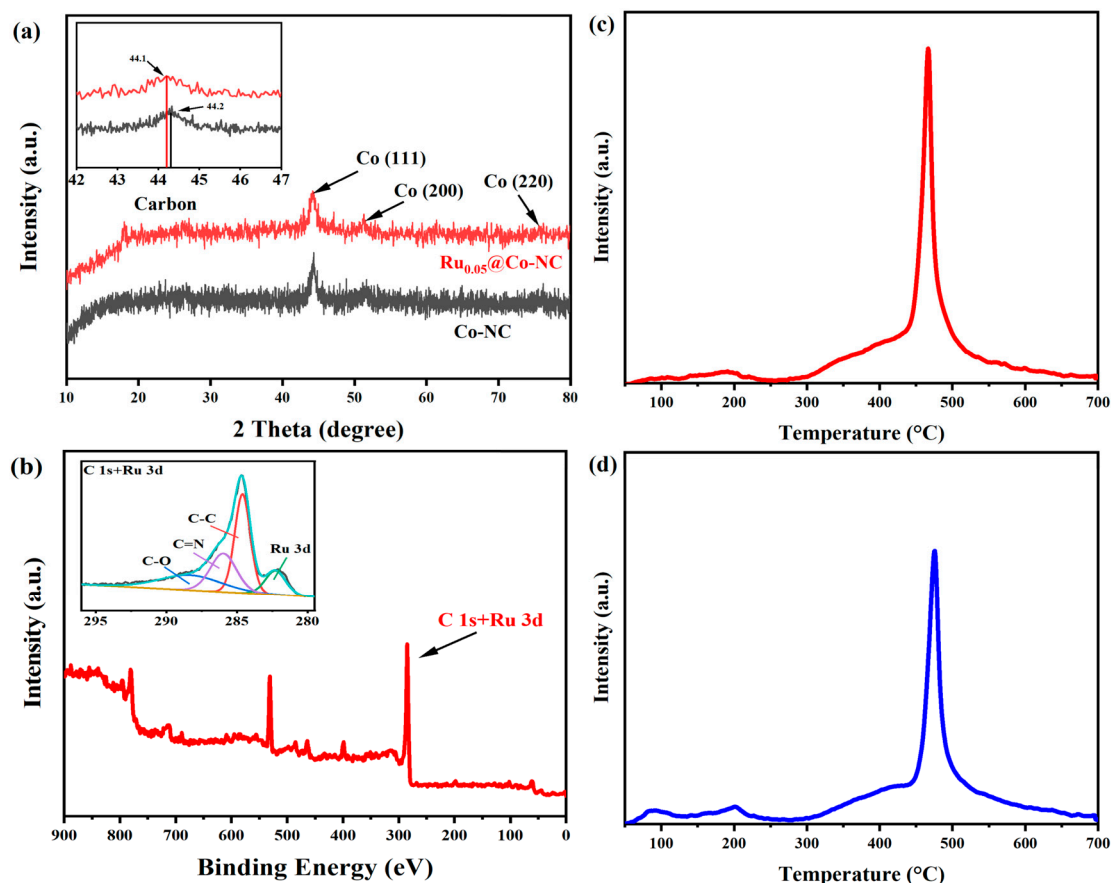 (a)
44.1
44.2
42 43 44 45 46 47
Carbon
Co (111)
Co (200)
Co (220)
Ru0.05@Co-NC
Co-NC
Intensity (a.u.)
10 20 30 40 50 60 70 80
2 Theta (degree)
(b)
C 1s+Ru 3d
C-C
C=N
C-O
Ru 3d
295 290 285 280
C 1s+Ru 3d
Intensity (a.u.)
900 800 700 600 500 400 300 200 100 0
Binding Energy (eV)
(c)
Intensity (a.u.)
100 200 300 400 500 600 700
Temperature (°C)
(d)
Intensity (a.u.)
100 200 300 400 500 600 700
Temperature (°C)